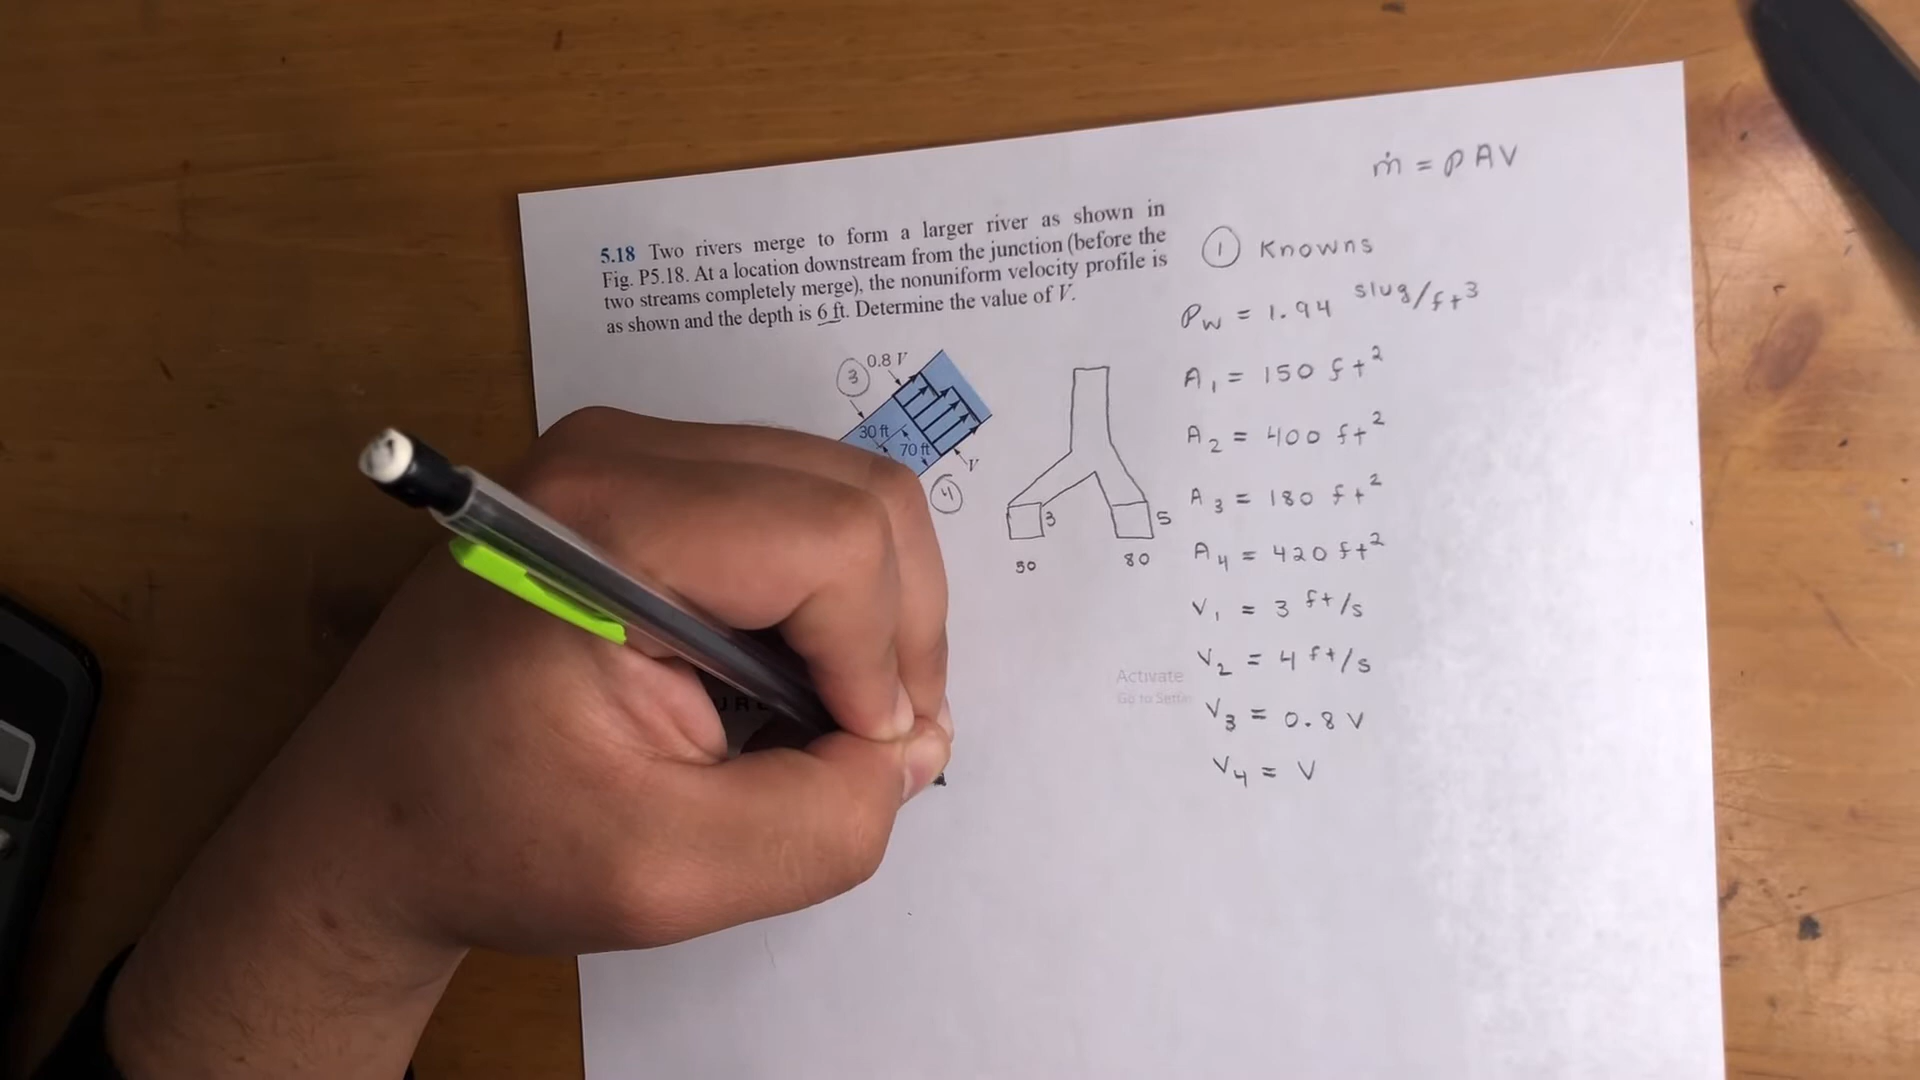 ṁ = ρAV
5.18 Two rivers merge to form a larger river as shown in
Fig. P5.18. At a location downstream from the junction (before the
two streams completely merge), the nonuniform velocity profile is
as shown and the depth is 6 ft. Determine the value of V.
0.8 V
3
30 ft
70 ft
V
4
3
5
50
80
1 Knowns
ρw = 1.94 slug/ft³
A₁ = 150 ft²
A₂ = 400 ft²
A₃ = 180 ft²
A₄ = 420 ft²
V₁ = 3 ft/s
V₂ = 4 ft/s
V₃ = 0.8 V
V₄ = V
Activate